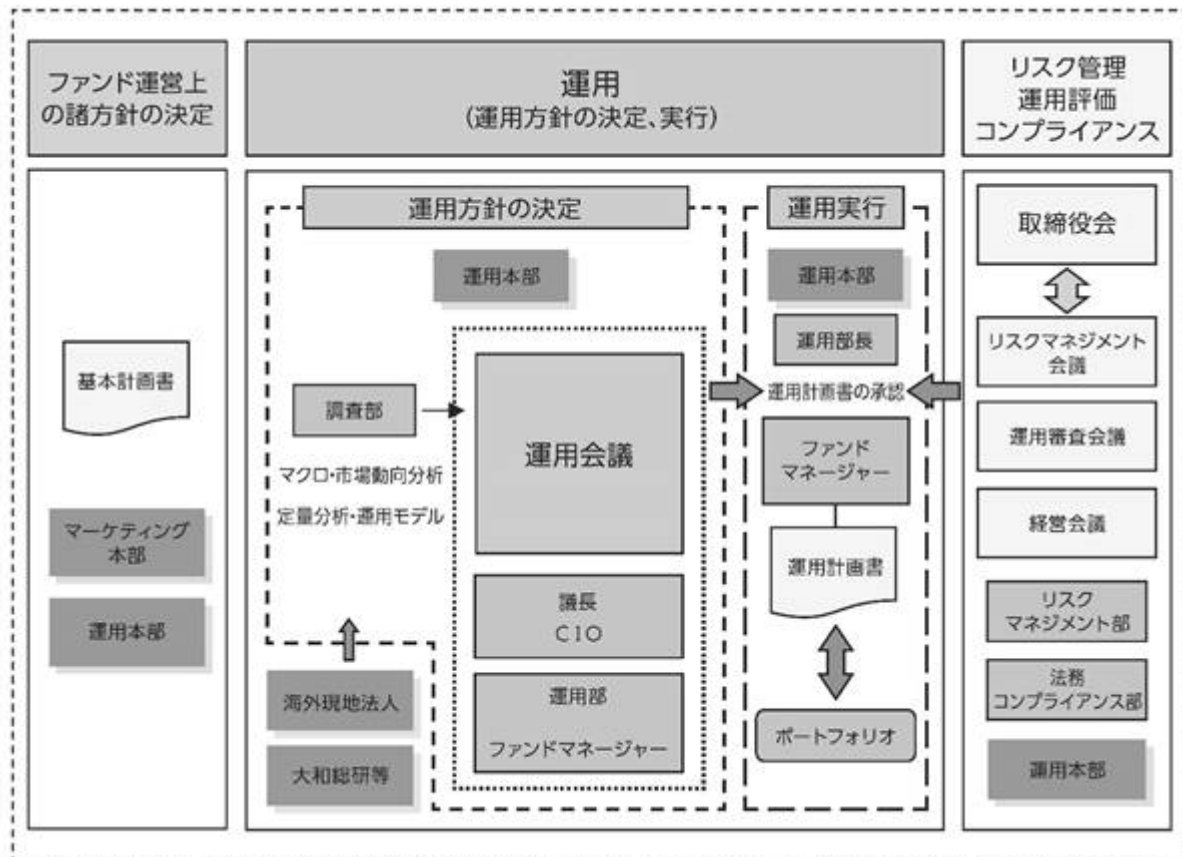 ファンド運営上
の諸方針の決定
運用
(運用方針の決定、実行)
リスク管理
運用評価
コンプライアンス
基本計画書
マーケティング
本部
運用本部
運用方針の決定
運用本部
調査部
マクロ・市場動向分析
定量分析・運用モデル
運用会議
議長
CIO
運用部
ファンドマネージャー
海外現地法人
大和総研等
運用実行
運用本部
運用部長
運用計画書の承認
ファンド
マネージャー
運用計画書
ポートフォリオ
取締役会
リスクマネジメント
会議
運用審査会議
経営会議
リスク
マネジメント部
法務
コンプライアンス部
運用本部